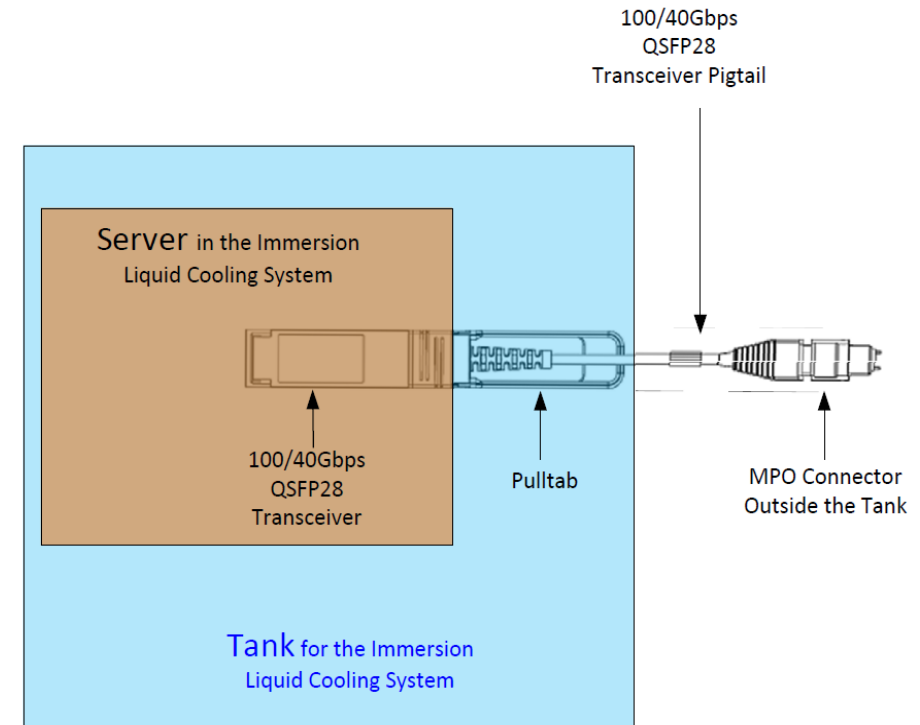 100/40Gbps
QSFP28
Transceiver Pigtail
Server in the Immersion
Liquid Cooling System
100/40Gbps
QSFP28
Transceiver
Pulltab
MPO Connector
Outside the Tank
Tank for the Immersion
Liquid Cooling System